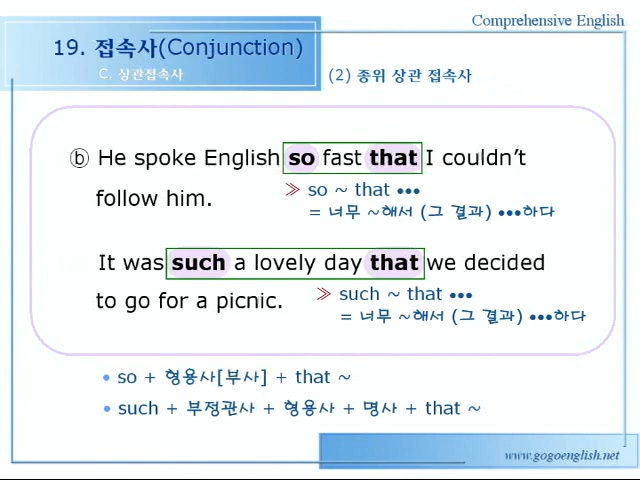 Comprehensive English
19. 접속사(Conjunction)
C. 상관접속사
(2) 종위 상관 접속사
ⓑ He spoke English so fast that I couldn't
follow him.
≫ so ~ that •••
= 너무 ~해서 (그 결과) •••하다
It was such a lovely day that we decided
to go for a picnic.
≫ such ~ that •••
= 너무 ~해서 (그 결과) •••하다
• so + 형용사[부사] + that ~
• such + 부정관사 + 형용사 + 명사 + that ~
www.gogoenglish.net